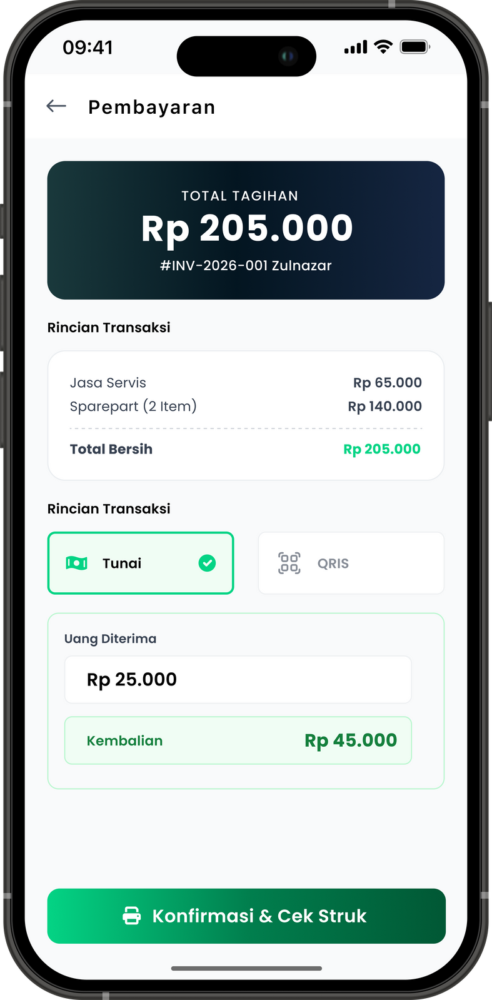 09:41
Pembayaran
TOTAL TAGIHAN
Rp 205.000
#INV-2026-001 Zulnazar
Rincian Transaksi
Jasa Servis Rp 65.000
Sparepart (2 Item) Rp 140.000
Total Bersih Rp 205.000
Rincian Transaksi
Tunai QRIS
Uang Diterima
Rp 25.000
Kembalian Rp 45.000
Konfirmasi & Cek Struk